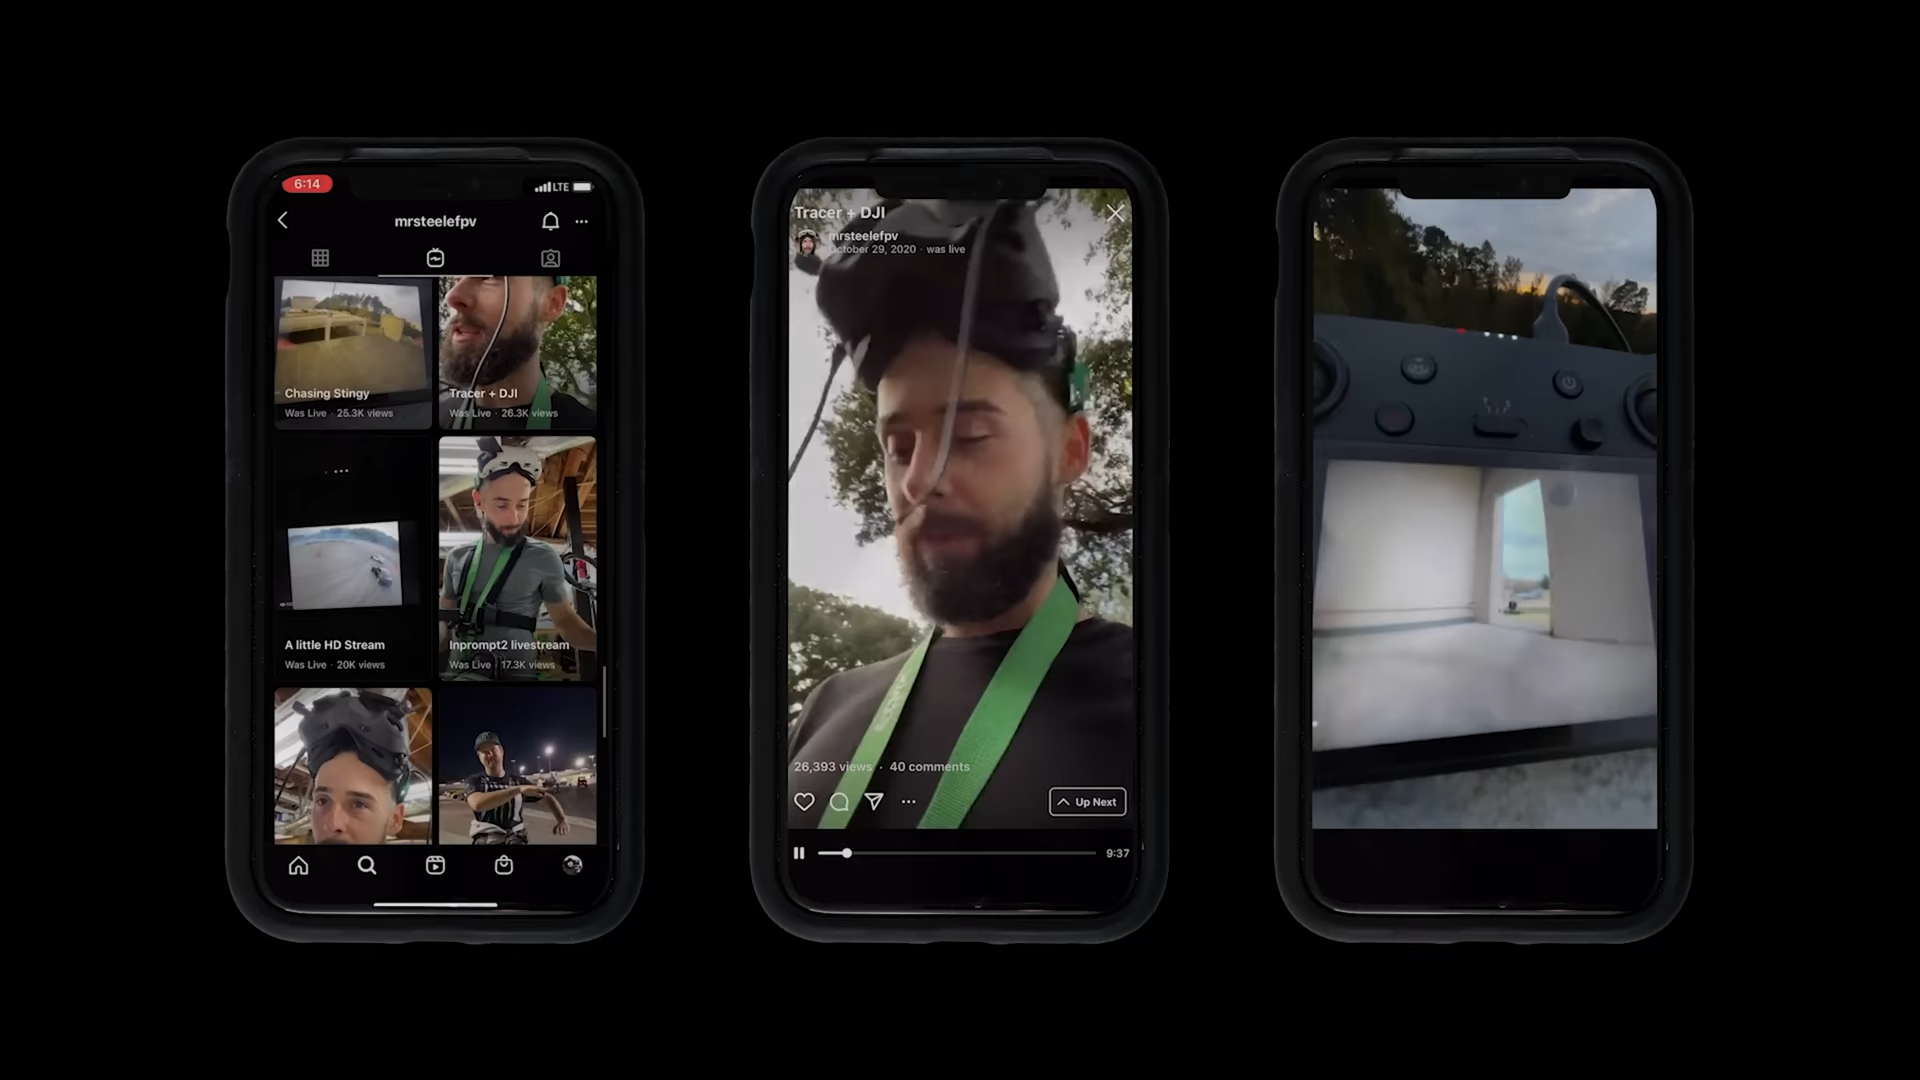 6:14
LTE
mrsteelefpv
Chasing Stingy
Was Live · 25.3K views
Tracer + DJI
Was Live · 26.3K views
A little HD Stream
Was Live · 20K views
Inprompt2 livestream
Was Live · 17.3K views
Tracer + DJI
mrsteelefpv
October 29, 2020 · was live
26,393 views · 40 comments
Up Next
9:37